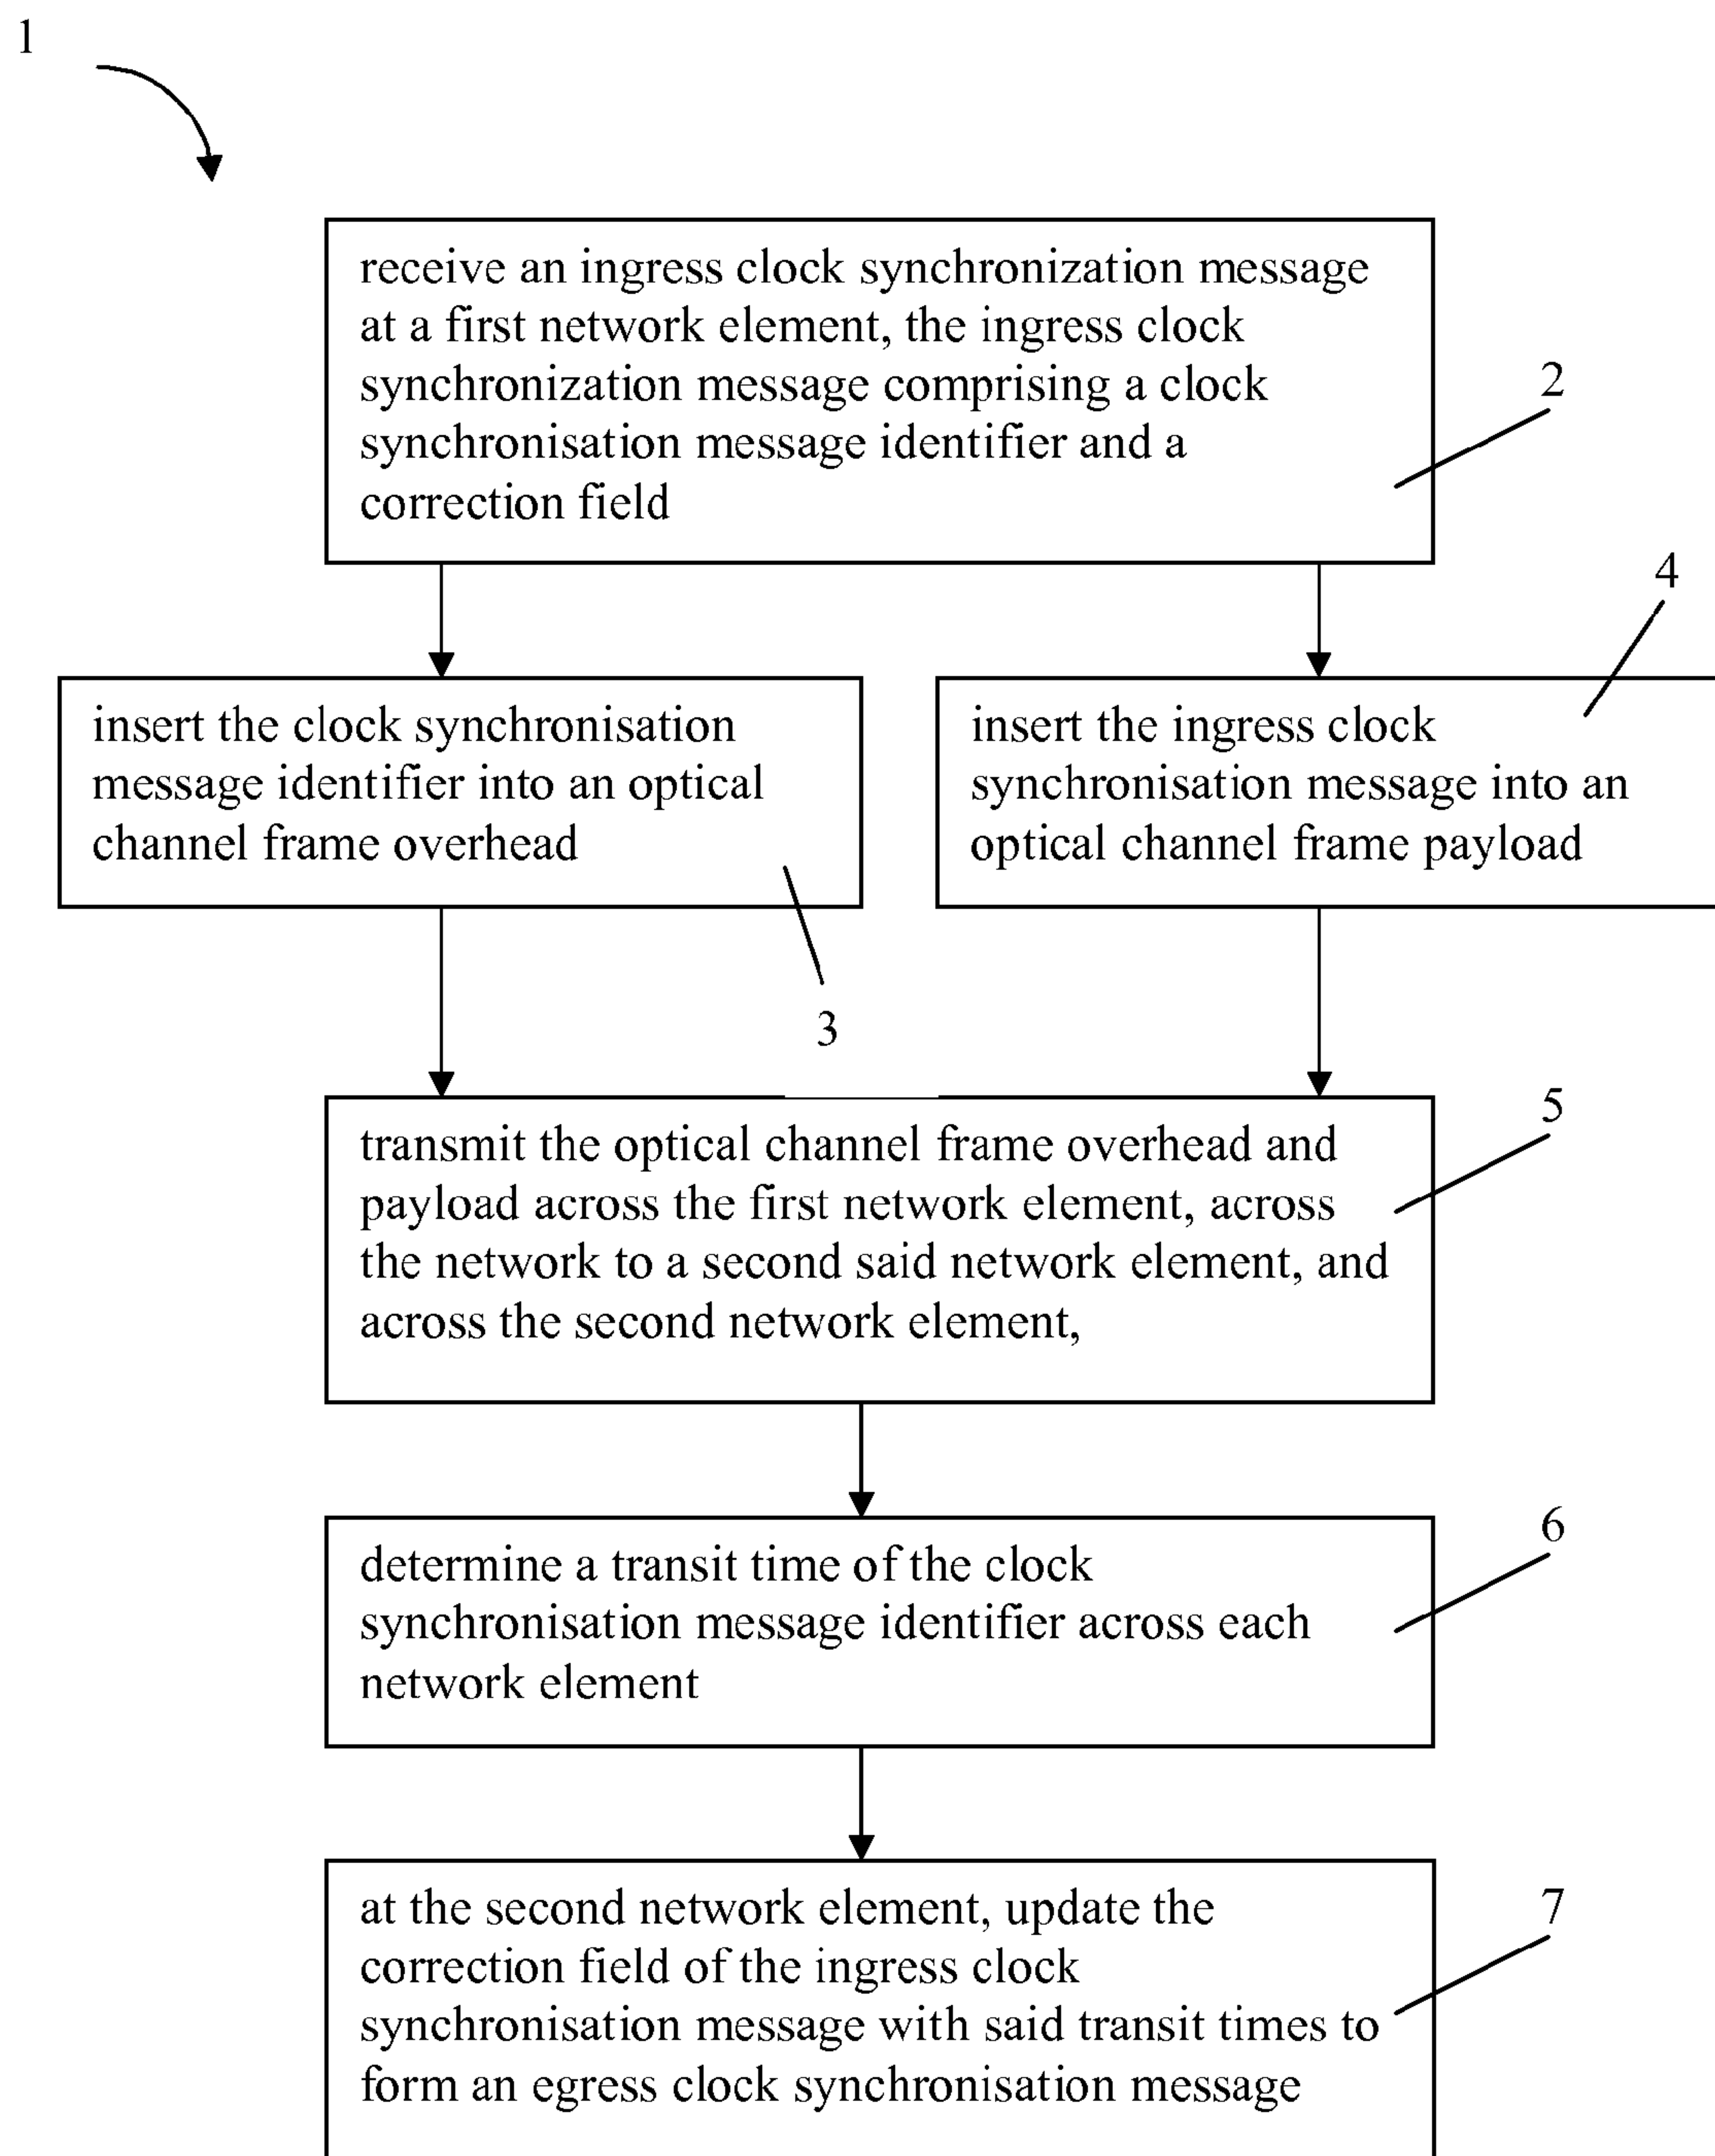 1
receive an ingress clock synchronization message
at a first network element, the ingress clock
synchronization message comprising a clock
synchronisation message identifier and a
correction field
2
4
insert the clock synchronisation
message identifier into an optical
channel frame overhead
3
insert the ingress clock
synchronisation message into an
optical channel frame payload
5
transmit the optical channel frame overhead and
payload across the first network element, across
the network to a second said network element, and
across the second network element,
6
determine a transit time of the clock
synchronisation message identifier across each
network element
7
at the second network element, update the
correction field of the ingress clock
synchronisation message with said transit times to
form an egress clock synchronisation message